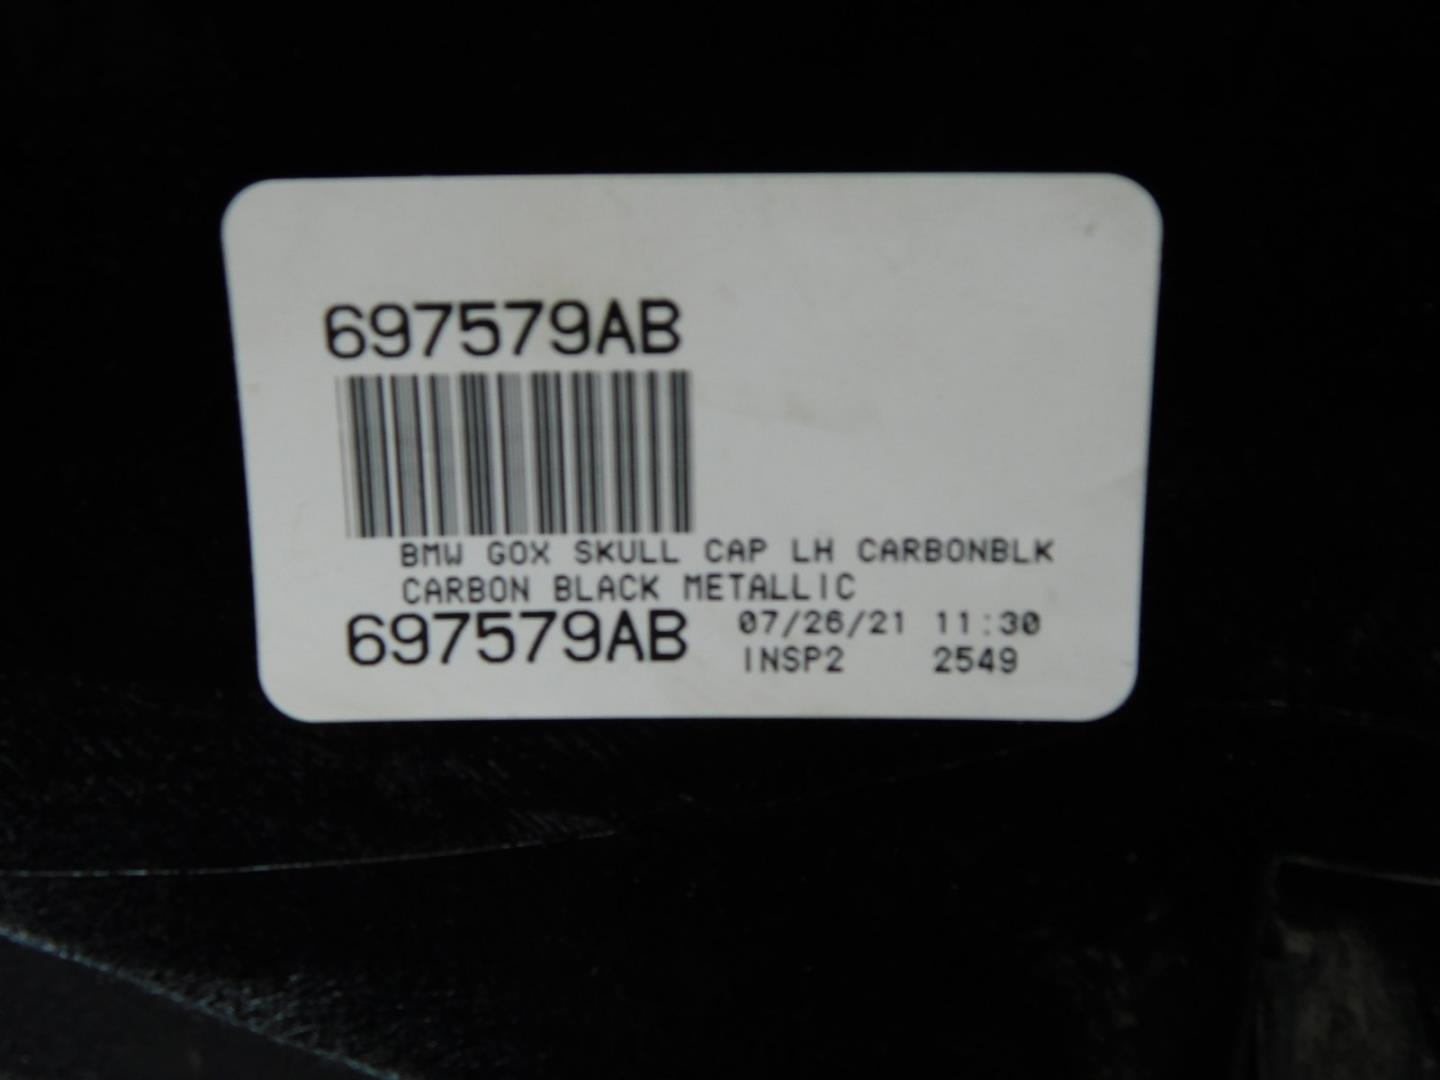 697579AB
BMW GOX SKULL CAP LH CARBONBLK
CARBON BLACK METALLIC
697579AB 07/26/21 11:30
INSP2 2549